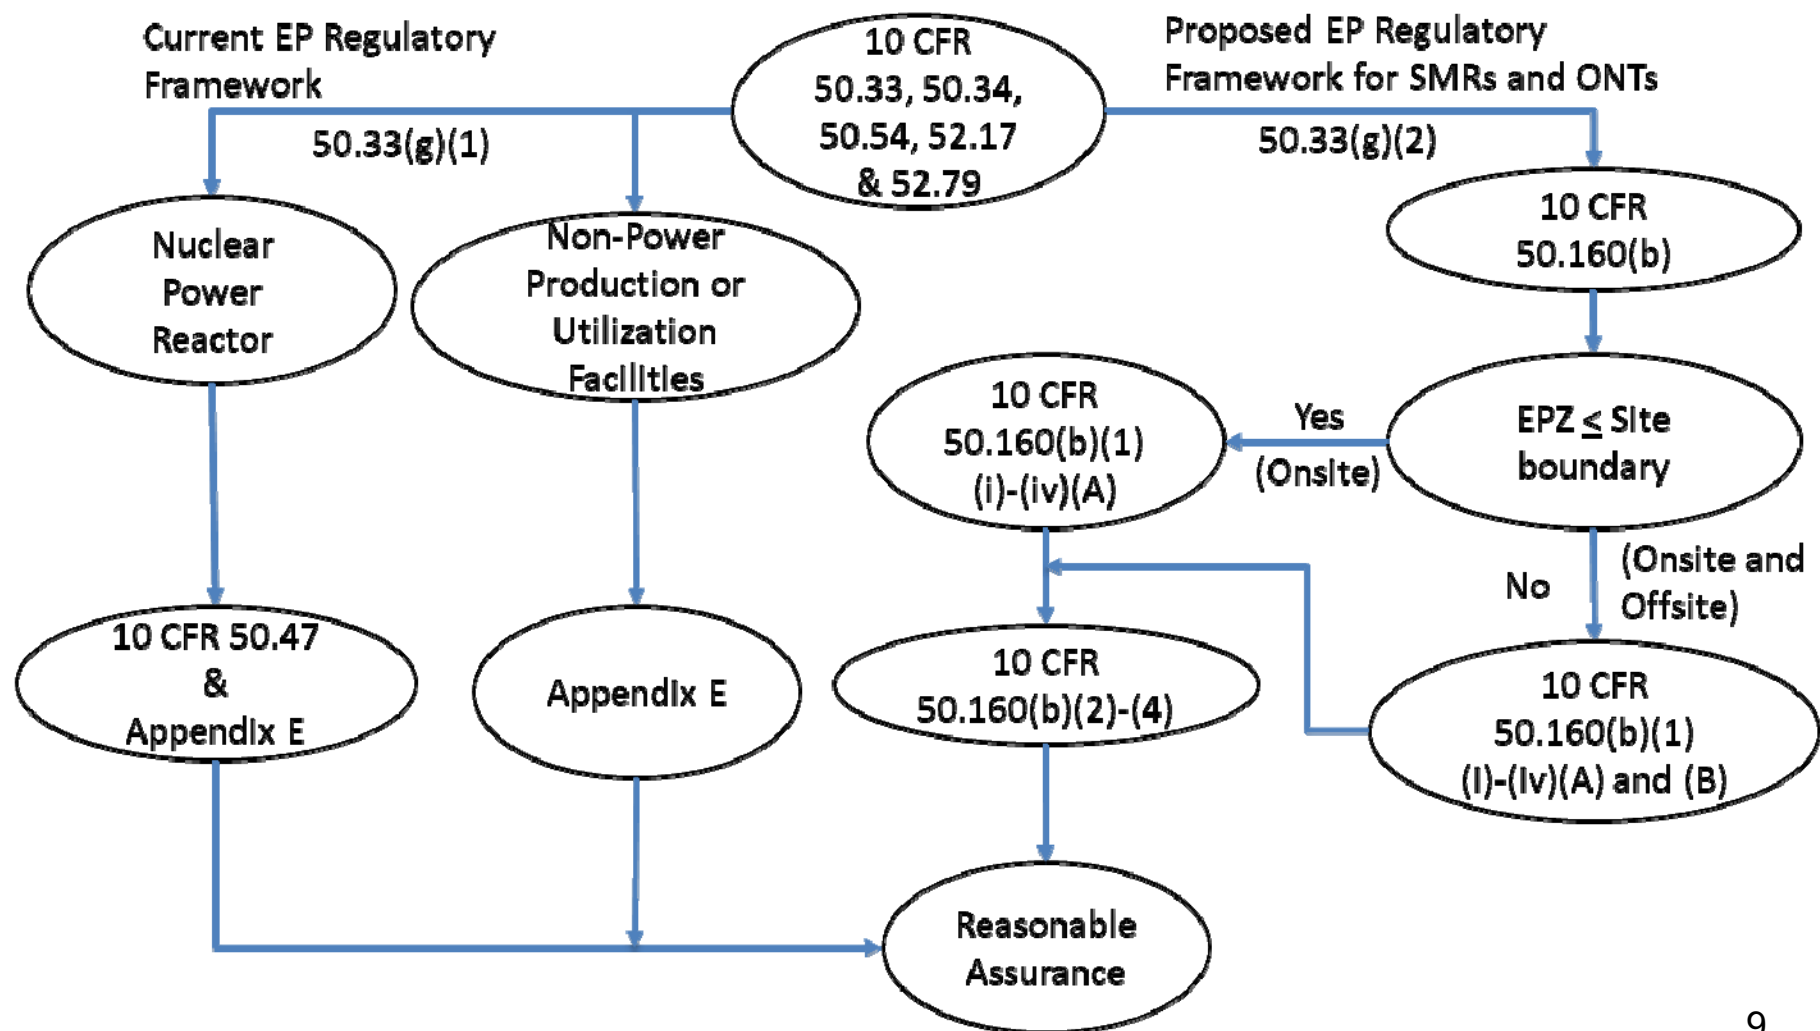 Current EP Regulatory
Framework
10 CFR
50.33, 50.34,
50.54, 52.17
& 52.79
Proposed EP Regulatory
Framework for SMRs and ONTs
50.33(g)(1)
50.33(g)(2)
Nuclear
Power
Reactor
Non-Power
Production or
Utilization
Facilities
10 CFR
50.160(b)
10 CFR
50.160(b)(1)
(i)-(iv)(A)
Yes
(Onsite)
EPZ ≤ Site
boundary
No
(Onsite and
Offsite)
10 CFR 50.47
&
Appendix E
Appendix E
10 CFR
50.160(b)(2)-(4)
10 CFR
50.160(b)(1)
(i)-(iv)(A) and (B)
Reasonable
Assurance
9